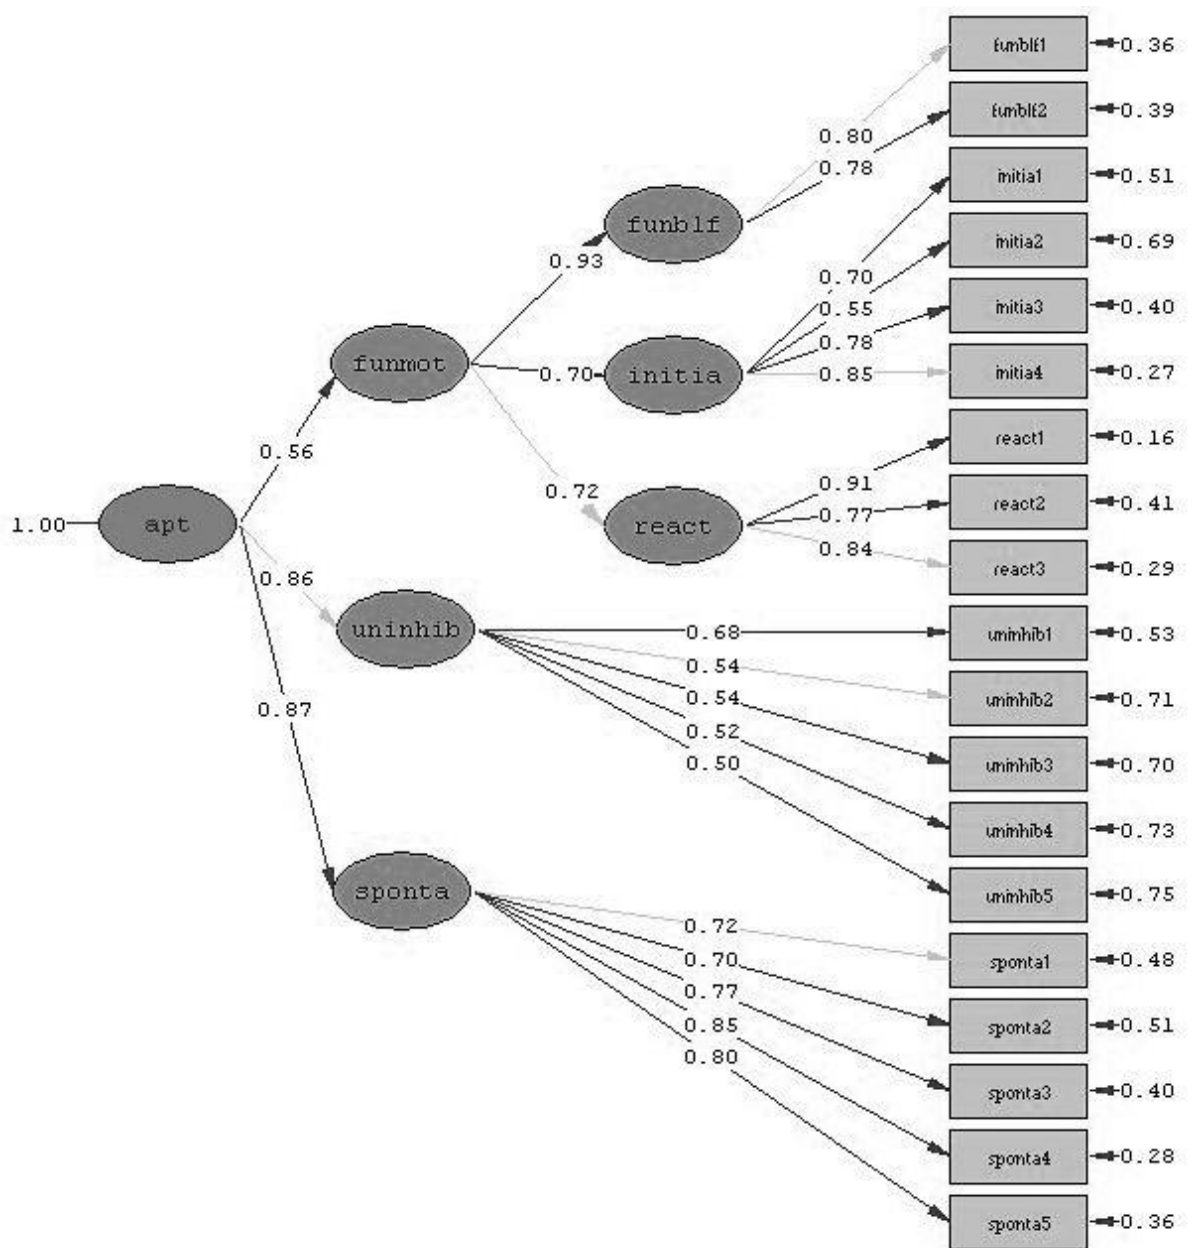 funblf1 0.36
funblf2 0.39
0.80
0.78
initia1 0.51
funblf
initia2 0.69
0.93
0.70
0.55
initia3 0.40
0.78
funmot
0.70 initia
0.85
initia4 0.27
react1 0.16
0.56
0.91
0.72
0.77
react2 0.41
1.00 apt
react
0.84
react3 0.29
0.86
uninhib
0.68
uninhib1 0.53
0.54
0.54
uninhib2 0.71
0.87
0.52
0.50
uninhib3 0.70
uninhib4 0.73
sponta
uninhib5 0.75
0.72
0.70
sponta1 0.48
0.77
0.85
sponta2 0.51
0.80
sponta3 0.40
sponta4 0.28
sponta5 0.36